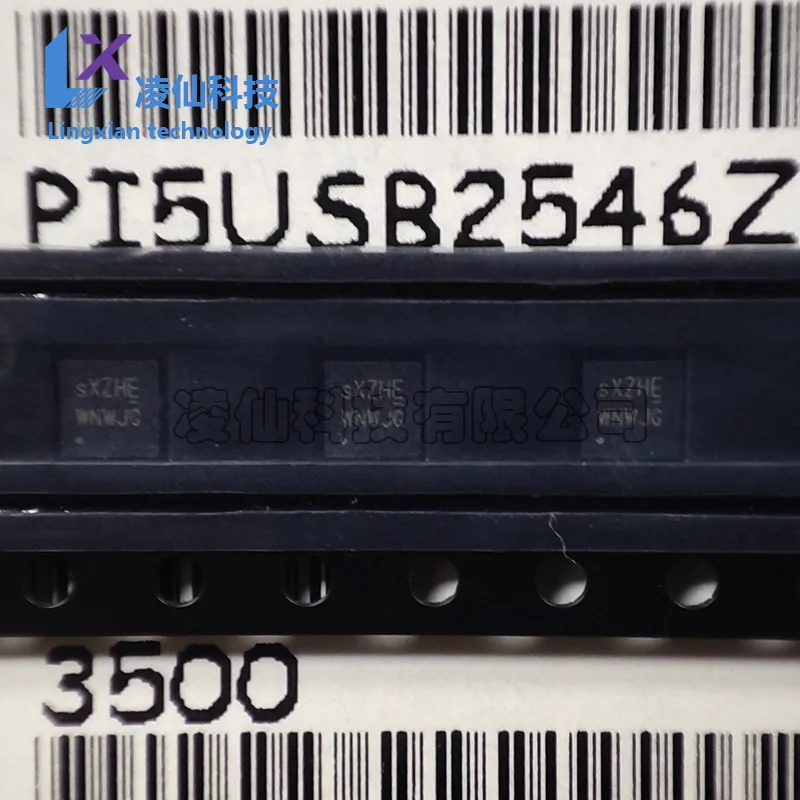 LX 凌仙科技
Lingxian technology
PI5USB2546Z
sXZHE
WNWJG
sXZHE
WNWJG
sXZHE
WNWJG
凌仙科技有限公司
3500